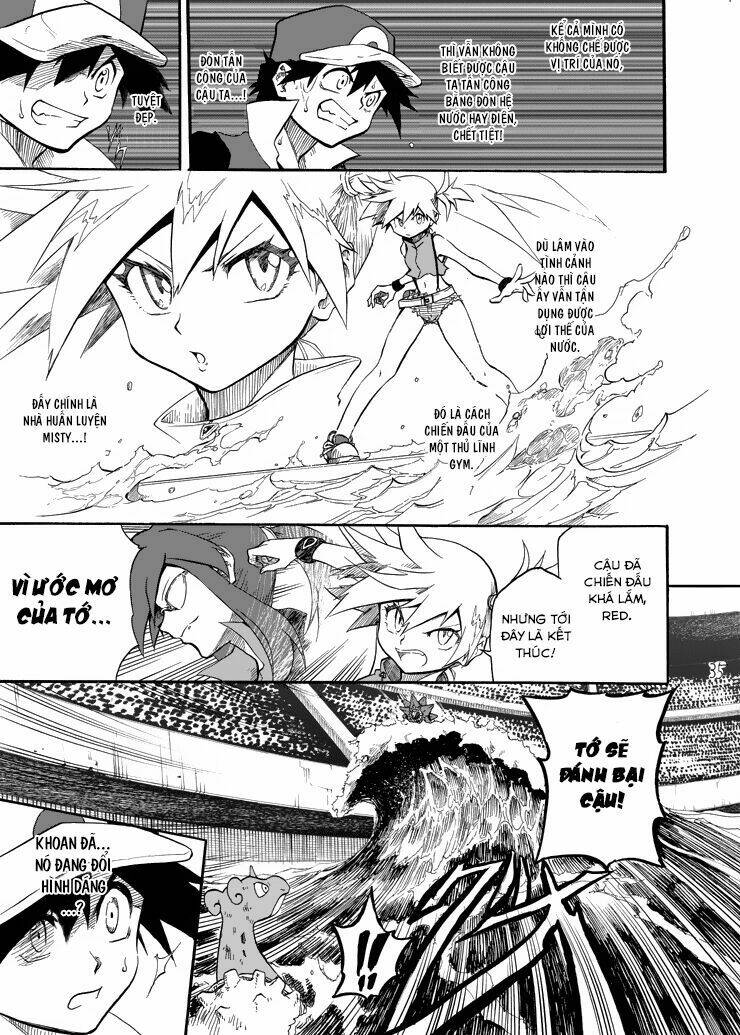 KỂ CẢ MÌNH CÓ
KHỐNG CHẾ ĐƯỢC
VỊ TRÍ CỦA NÓ,
THÌ VẪN KHÔNG
BIẾT ĐƯỢC CẬU
TA TẤN CÔNG
BẰNG ĐÒN HỆ
NƯỚC HAY ĐIỆN,
CHẾT TIỆT!
ĐÒN TẤN
CÔNG CỦA
CẬU TA...!
TUYỆT
ĐẸP.
DÙ LÂM VÀO
TÌNH CẢNH
NÀO THÌ CẬU
ẤY VẪN TẬN
DỤNG ĐƯỢC
LỢI THẾ CỦA
NƯỚC.
ĐÓ LÀ CÁCH
CHIẾN ĐẤU CỦA
MỘT THỦ LĨNH
GYM.
ĐẤY CHÍNH LÀ
NHÀ HUẤN LUYỆN
MISTY...!
CẬU ĐÃ
CHIẾN ĐẤU
KHÁ LẮM,
RED.
NHƯNG TỚI
ĐÂY LÀ KẾT
THÚC!
VÌ ƯỚC MƠ
CỦA TỚ...
TỚ SẼ
ĐÁNH BẠI
CẬU!
!!
KHOAN ĐÃ...
NÓ ĐANG ĐỔI
HÌNH DẠNG
...?